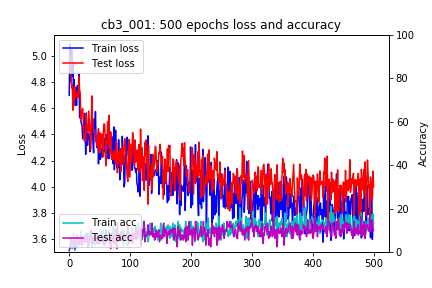 cb3_001: 500 epochs loss and accuracy
Train loss
Test loss
Train acc
Test acc
Loss
5.0
4.8
4.6
4.4
4.2
4.0
3.8
3.6
100
80
60
40
20
0
Accuracy
0 100 200 300 400 500